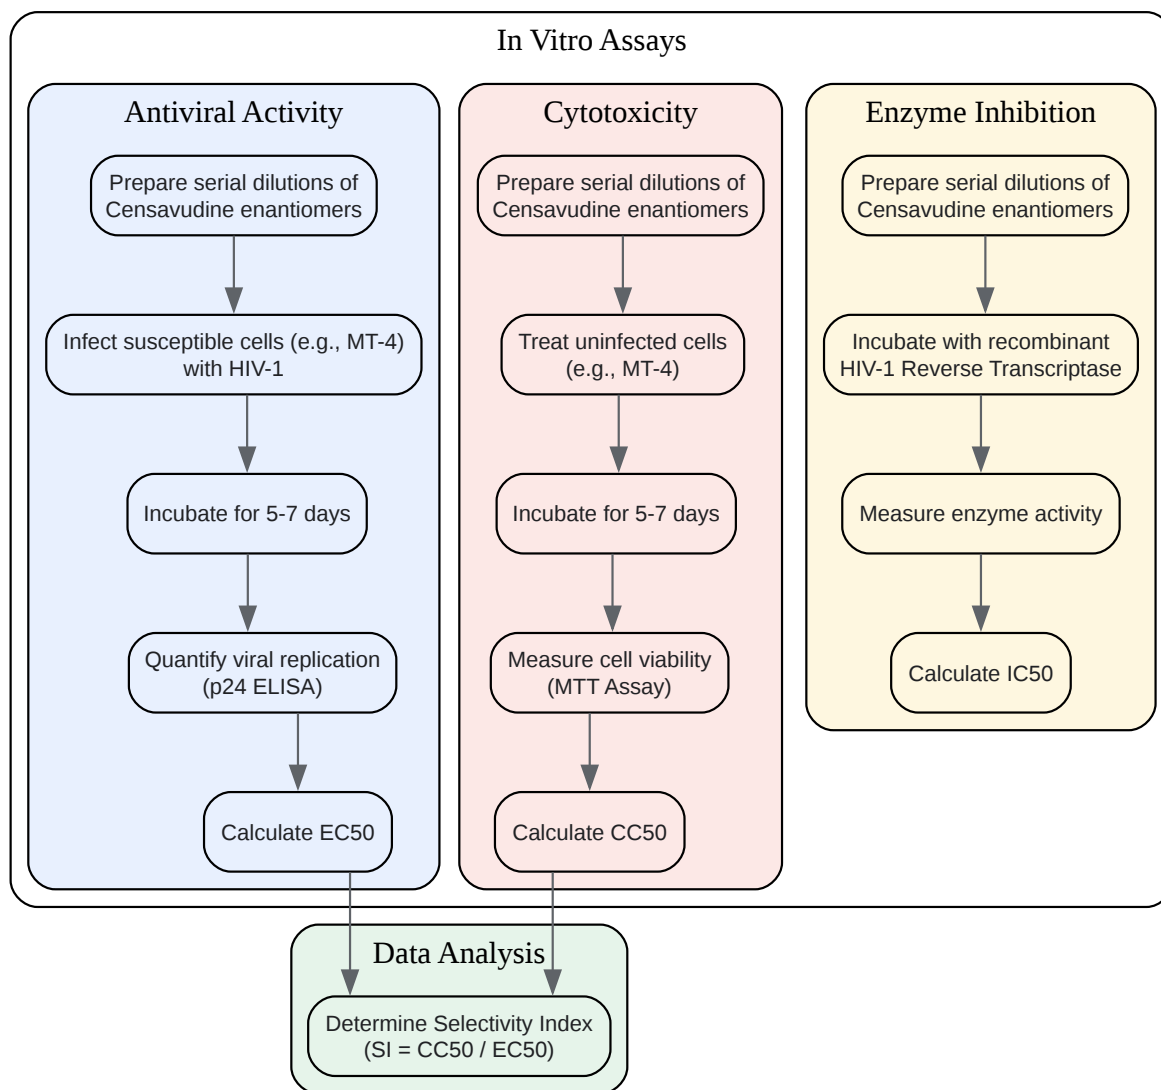 In Vitro Assays
Antiviral Activity
Prepare serial dilutions of
Censavudine enantiomers
Infect susceptible cells (e.g., MT-4)
with HIV-1
Incubate for 5-7 days
Quantify viral replication
(p24 ELISA)
Calculate EC50
Cytotoxicity
Prepare serial dilutions of
Censavudine enantiomers
Treat uninfected cells
(e.g., MT-4)
Incubate for 5-7 days
Measure cell viability
(MTT Assay)
Calculate CC50
Enzyme Inhibition
Prepare serial dilutions of
Censavudine enantiomers
Incubate with recombinant
HIV-1 Reverse Transcriptase
Measure enzyme activity
Calculate IC50
Data Analysis
Determine Selectivity Index
(SI = CC50 / EC50)